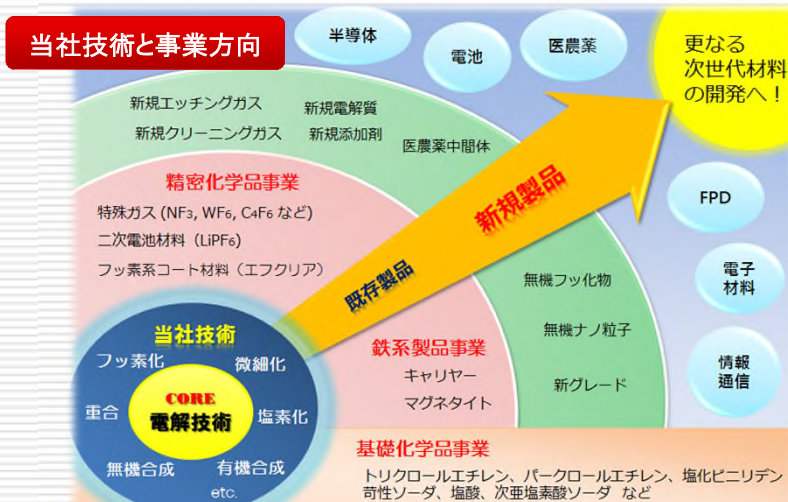 当社技術と事業方向
半導体
電池
医農薬
更なる
次世代材料
の開発へ!
新規エッチングガス
新規クリーニングガス
新規電解質
新規添加剤
医農薬中間体
精密化学品事業
特殊ガス (NF3, WF6, C4F6 など)
二次電池材料(LiPF6)
フッ素系コート材料(エフクリア)
新規製品
既存製品
FPD
電子
材料
情報
通信
無機フッ化物
無機ナノ粒子
新グレード
鉄系製品事業
キャリヤー
マグネタイト
当社技術
フッ素化
微細化
重合
CORE
電解技術
塩素化
無機合成
有機合成
etc.
基礎化学品事業
トリクロールエチレン、パークロールエチレン、塩化ビニリデン
苛性ソーダ、塩酸、次亜塩素酸ソーダ など